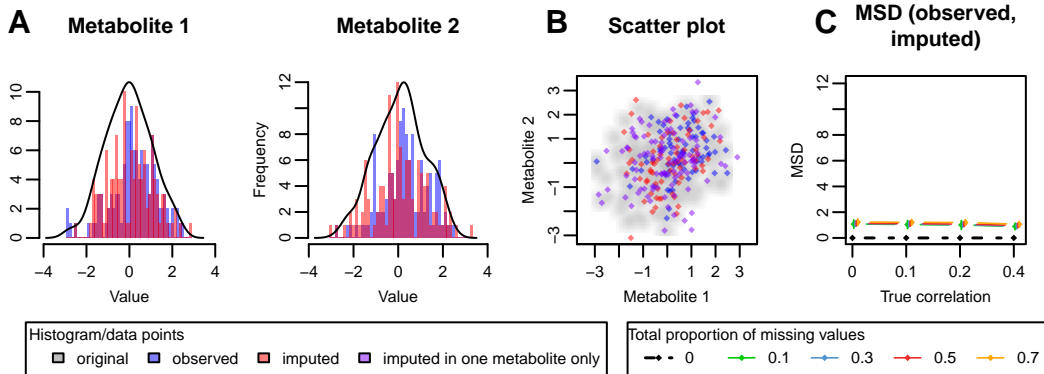 A
Metabolite 1
0 2 4 6 8 10
−4 −2 0 2 4
Value
Metabolite 2
Frequency
0 2 4 6 8 12
−4 −2 0 2 4
Value
B
Scatter plot
Metabolite 2
−3 −1 1 2 3
−3 −1 0 1 2 3
Metabolite 1
C
MSD (observed,
imputed)
MSD
0 2 4 8 12
0 0.1 0.2 0.4
True correlation
Histogram/data points
original observed imputed imputed in one metabolite only
Total proportion of missing values
0 0.1 0.3 0.5 0.7